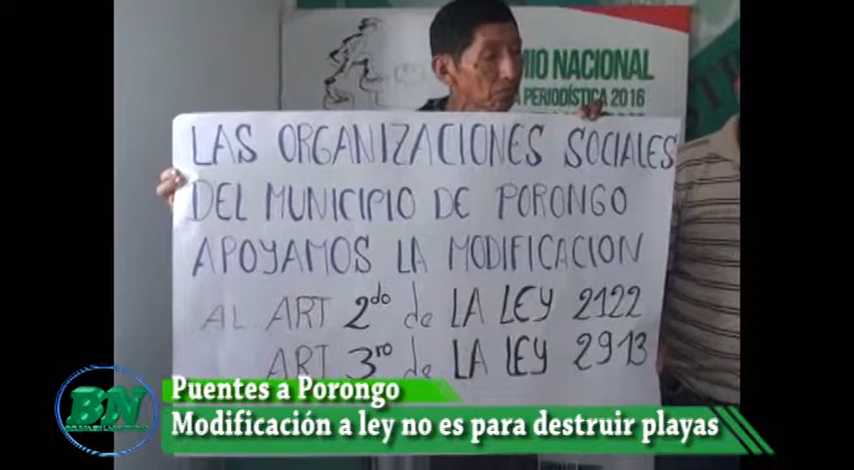 IO NACIONAL
A PERIODÍSTICA 2016
LAS ORGANIZACIONES SOCIALES
DEL MUNICIPIO DE PORONGO
APOYAMOS LA MODIFICACION
AL ART 2do de LA LEY 2122
ART 3ro de LA LEY 2913
Puentes a Porongo
BN
Modificación a ley no es para destruir playas